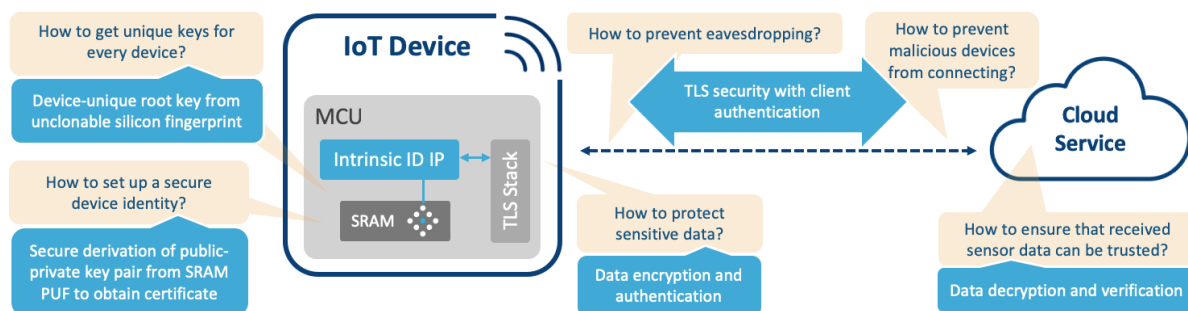 How to get unique keys for
every device?
Device-unique root key from
unclonable silicon fingerprint
How to set up a secure
device identity?
Secure derivation of public-
private key pair from SRAM
PUF to obtain certificate
IoT Device
MCU
Intrinsic ID IP
SRAM
TLS Stack
How to prevent eavesdropping?
TLS security with client
authentication
How to prevent
malicious devices
from connecting?
Cloud
Service
How to protect
sensitive data?
Data encryption and
authentication
How to ensure that received
sensor data can be trusted?
Data decryption and verification